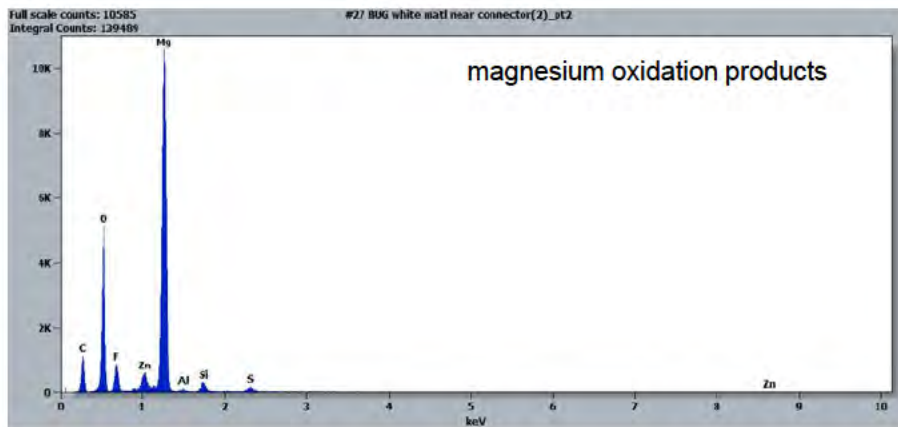 Full scale counts: 10585
#27 BUG white matl near connector(2)_pt2
Integral Counts: 139489
magnesium oxidation products
Mg
10K
8K
6K
O
4K
2K
C
F
Zn
Al
Si
S
Zn
0
0 1 2 3 4 5 6 7 8 9 10
keV